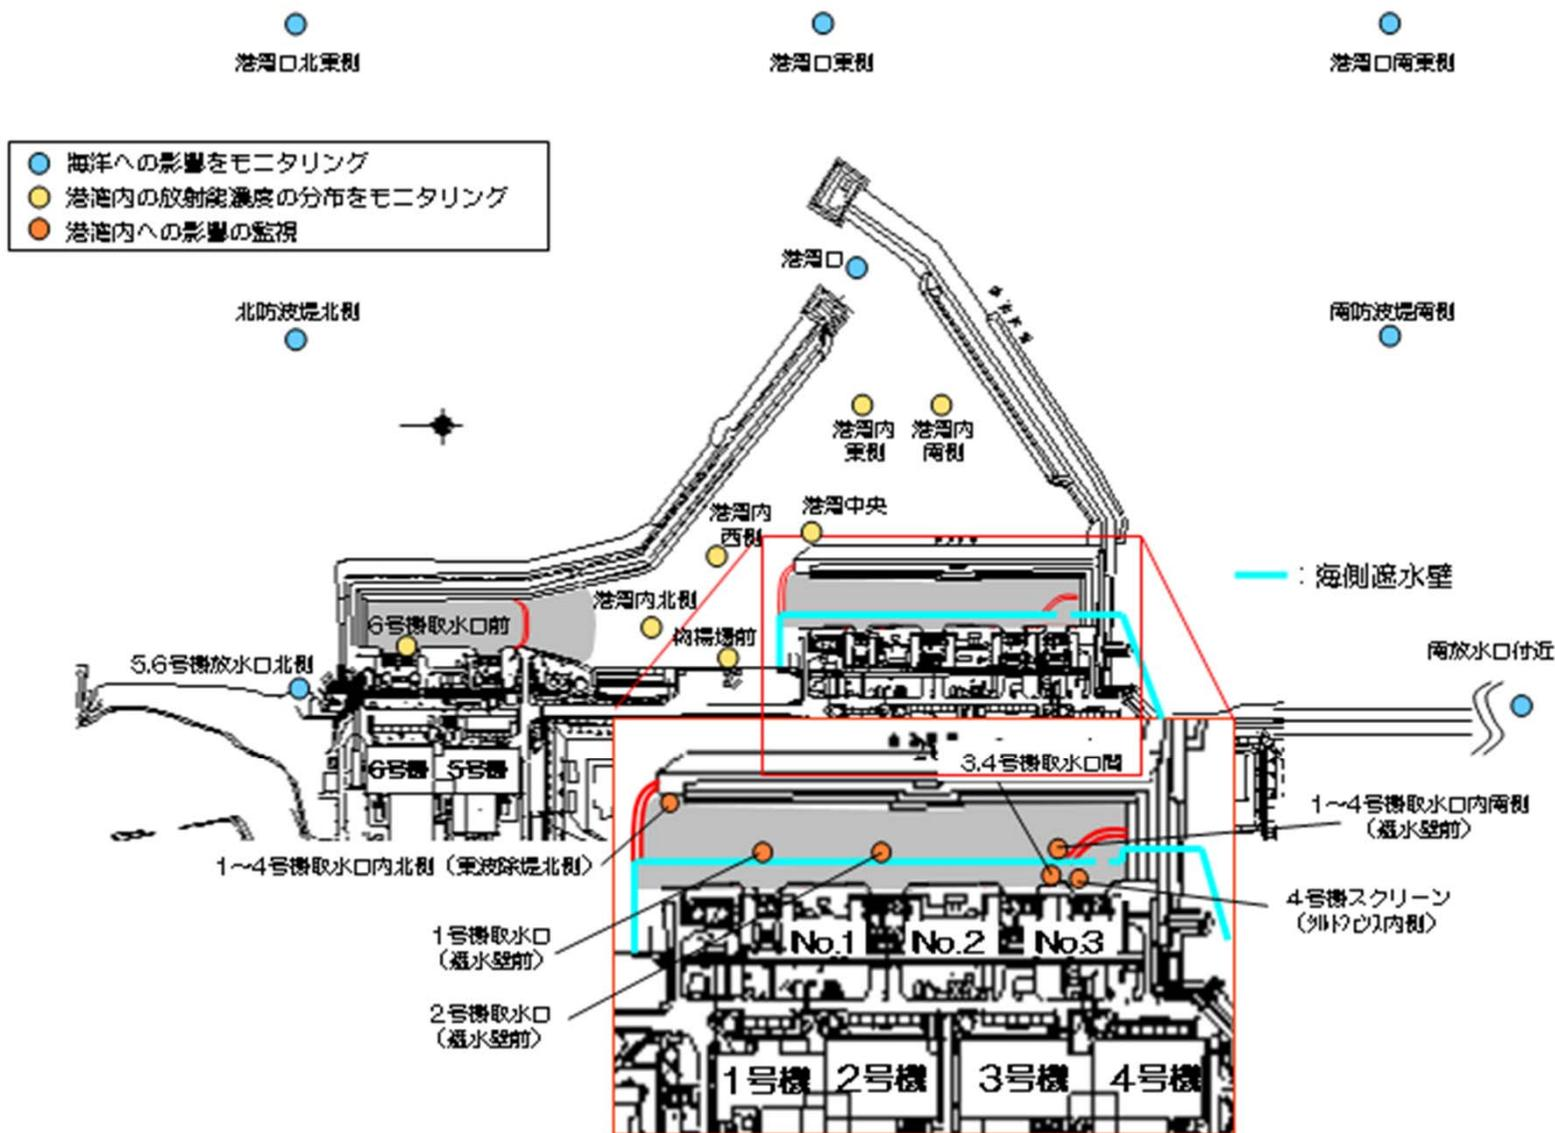 港湾口北東側
港湾口東側
港湾口南東側
海洋への影響をモニタリング
港湾内の放射能濃度の分布をモニタリング
港湾内への影響の監視
港湾口
北防波堤北側
南防波堤南側
港湾内
東側
港湾内
南側
港湾中央
港湾内
西側
：海側遮水壁
港湾内北側
6号機取水口前
物揚場前
5,6号機放水口北側
南放水口付近
6号機
5号機
3,4号機取水口間
1～4号機取水口内南側
（遮水壁前）
1～4号機取水口内北側（東波除堤北側）
4号機スクリーン
（シルトフェンス内側）
1号機取水口
（遮水壁前）
No.1
No.2
No.3
2号機取水口
（遮水壁前）
1号機
2号機
3号機
4号機